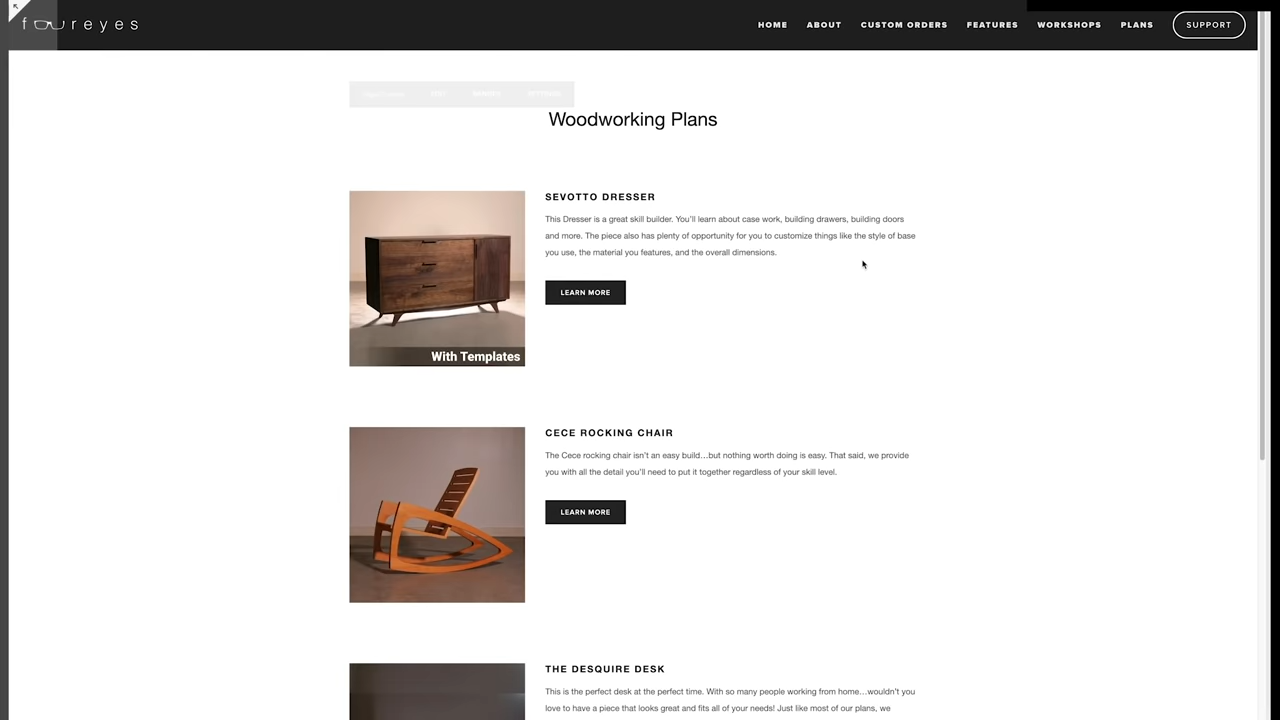 foureyes
HOME ABOUT CUSTOM ORDERS FEATURES WORKSHOPS PLANS SUPPORT
Woodworking Plans
SEVOTTO DRESSER
This Dresser is a great skill builder. You'll learn about case work, building drawers, building doors
and more. The piece also has plenty of opportunity for you to customize things like the style of base
you use, the material you features, and the overall dimensions.
LEARN MORE
With Templates
CECE ROCKING CHAIR
The Cece rocking chair isn't an easy build…but nothing worth doing is easy. That said, we provide
you with all the detail you'll need to put it together regardless of your skill level.
LEARN MORE
THE DESQUIRE DESK
This is the perfect desk at the perfect time. With so many people working from home…wouldn't you
love to have a piece that looks great and fits all of your needs! Just like most of our plans, we